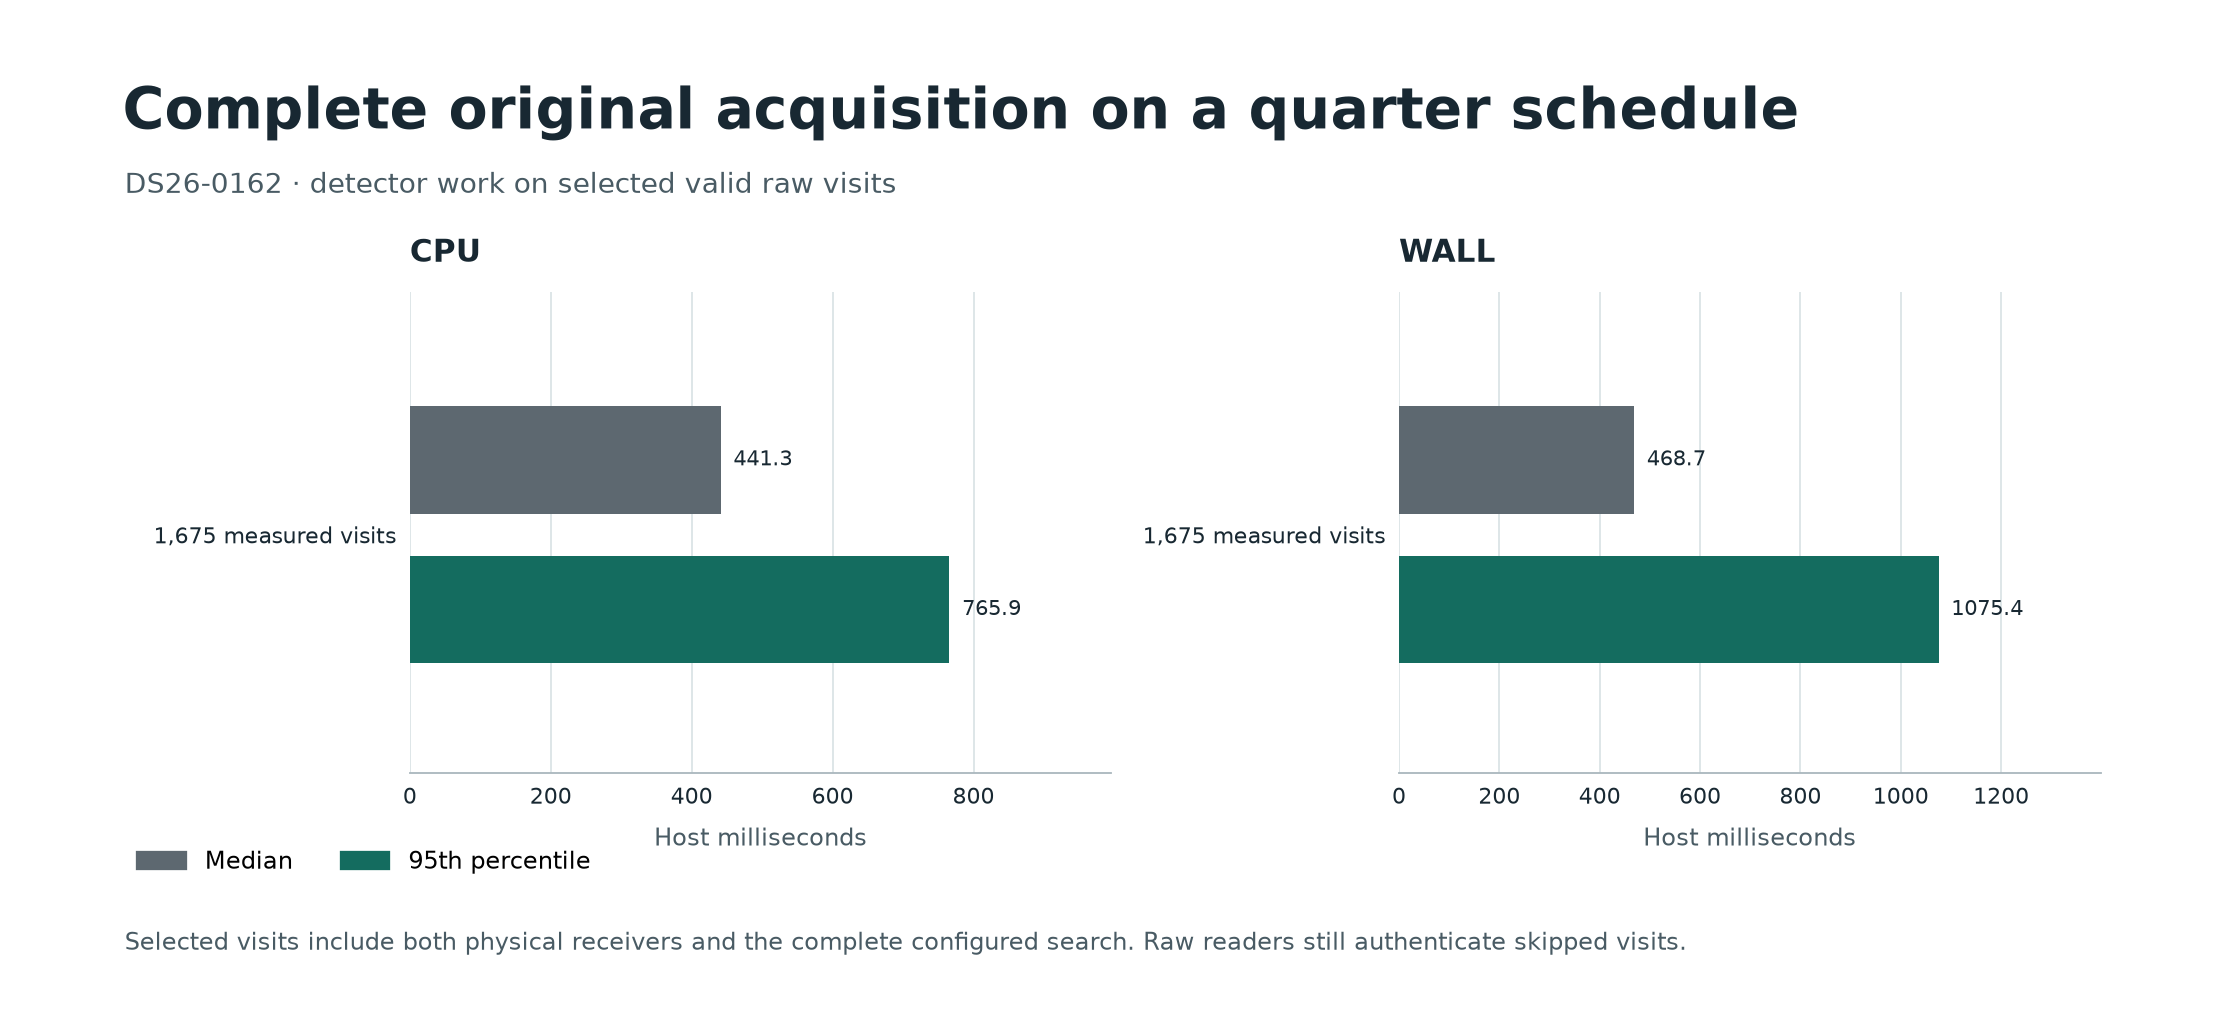 Complete original acquisition on a quarter schedule
DS26-0162 · detector work on selected valid raw visits
CPU
441.3
1,675 measured visits
765.9
0 200 400 600 800
Host milliseconds
WALL
468.7
1,675 measured visits
1075.4
0 200 400 600 800 1000 1200
Host milliseconds
Median 95th percentile
Selected visits include both physical receivers and the complete configured search. Raw readers still authenticate skipped visits.